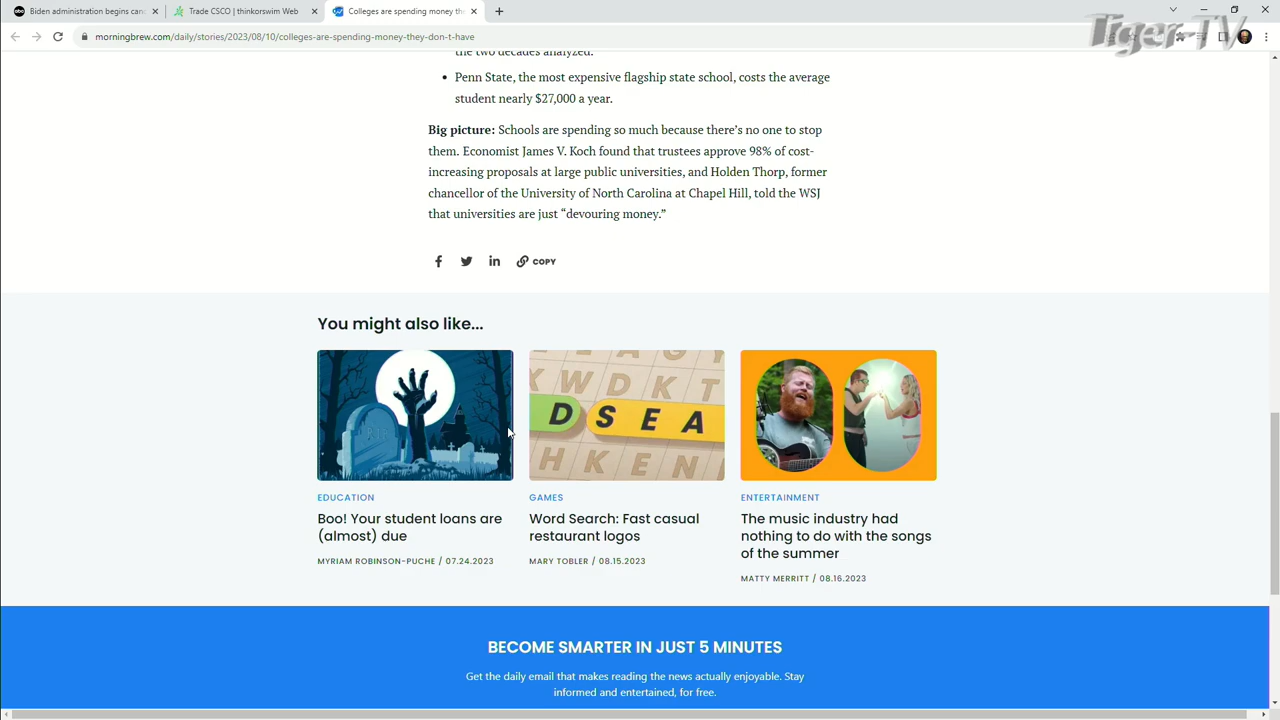 Biden administration begins can
Trade CSCO | thinkorswim Web
Colleges are spending money the
morningbrew.com/daily/stories/2023/08/10/colleges-are-spending-money-they-don-t-have
Tiger-TV
the two decades analyzed.
• Penn State, the most expensive flagship state school, costs the average
student nearly $27,000 a year.
Big picture: Schools are spending so much because there's no one to stop
them. Economist James V. Koch found that trustees approve 98% of cost-
increasing proposals at large public universities, and Holden Thorp, former
chancellor of the University of North Carolina at Chapel Hill, told the WSJ
that universities are just “devouring money.”
COPY
You might also like...
RIP
L E A G Y
K W D K T
D S E A
H K E N
EDUCATION
Boo! Your student loans are
(almost) due
MYRIAM ROBINSON-PUCHE / 07.24.2023
GAMES
Word Search: Fast casual
restaurant logos
MARY TOBLER / 08.15.2023
ENTERTAINMENT
The music industry had
nothing to do with the songs
of the summer
MATTY MERRITT / 08.16.2023
BECOME SMARTER IN JUST 5 MINUTES
Get the daily email that makes reading the news actually enjoyable. Stay
informed and entertained, for free.